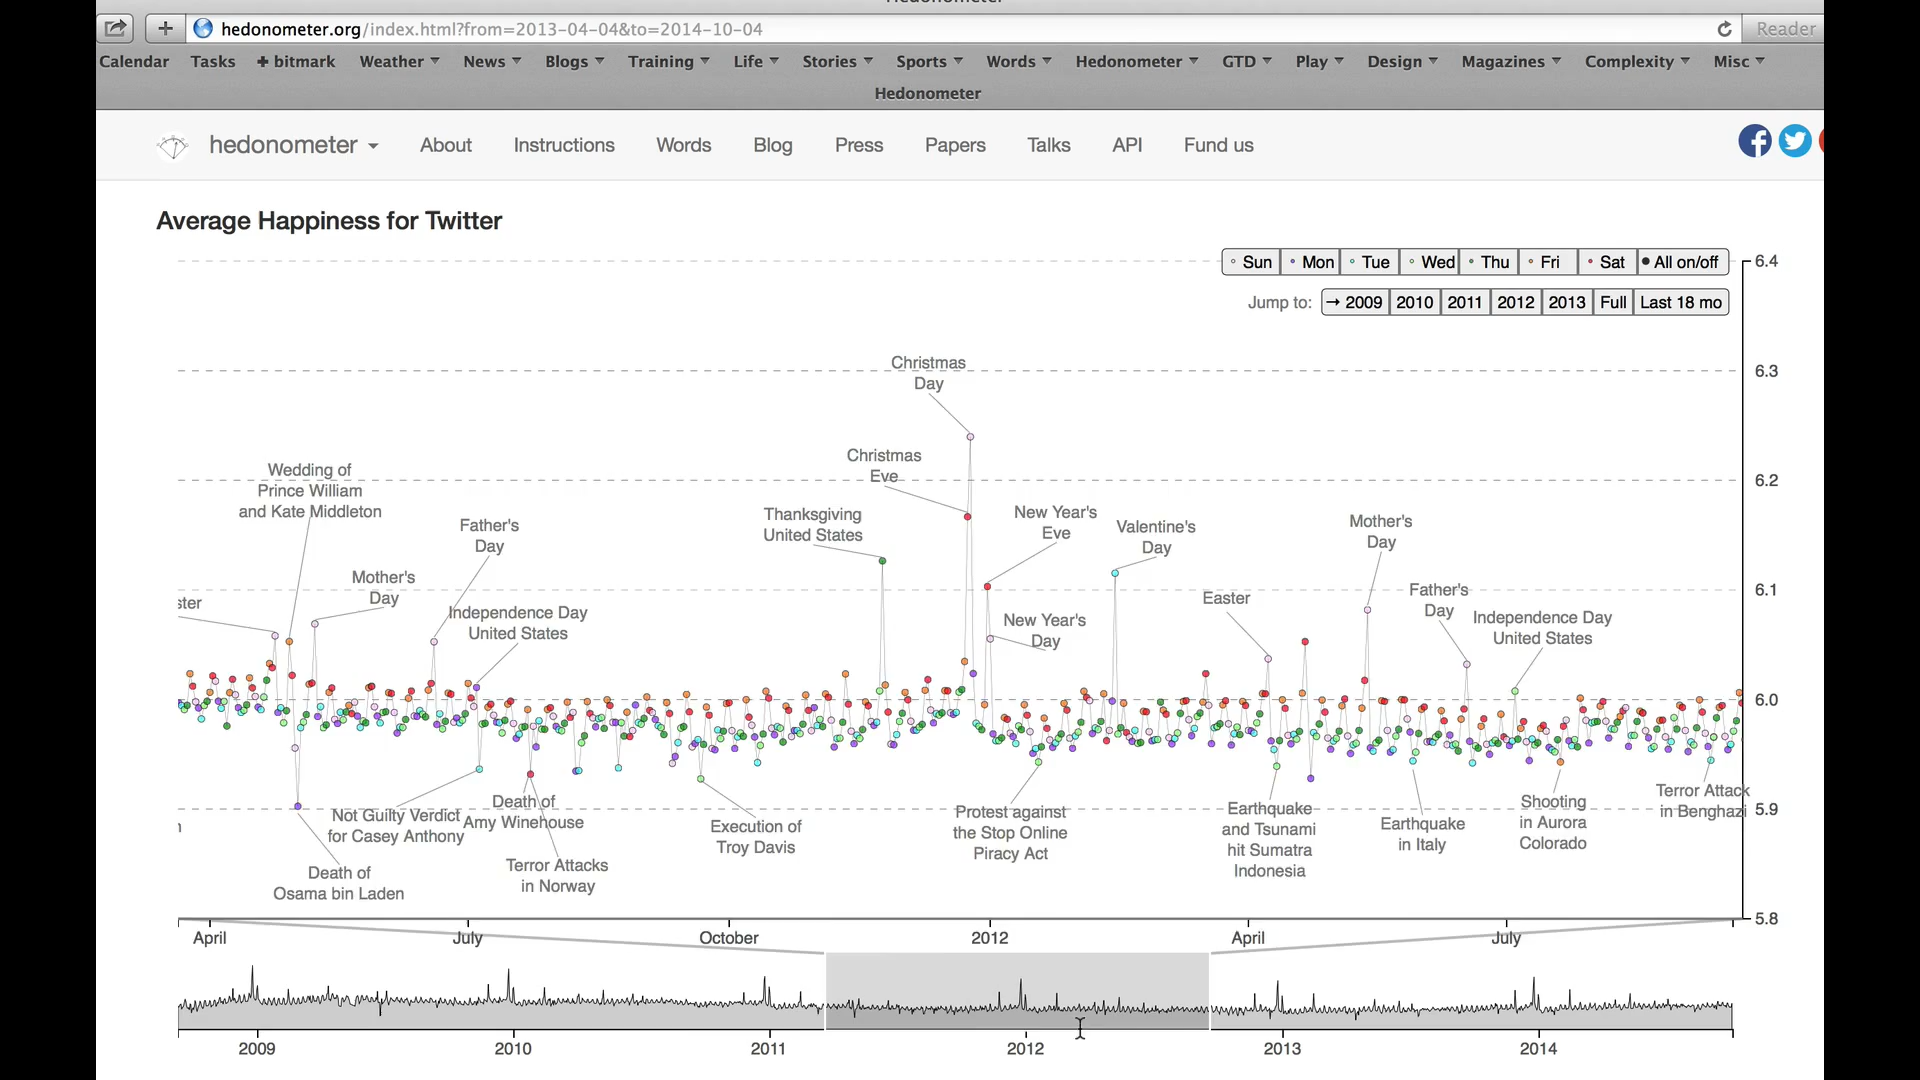 Hedonometer
hedonometer.org/index.html?from=2013-04-04&to=2014-10-04
Reader
Calendar Tasks bitmark Weather News Blogs Training Life Stories Sports Words Hedonometer GTD Play Design Magazines Complexity Misc
Hedonometer
hedonometer About Instructions Words Blog Press Papers Talks API Fund us
Average Happiness for Twitter
Sun Mon Tue Wed Thu Fri Sat All on/off
6.4
Jump to: → 2009 2010 2011 2012 2013 Full Last 18 mo
6.3
Christmas
Day
6.2
Christmas
Eve
Wedding of
Prince William
and Kate Middleton
Father's
Day
Thanksgiving
United States
New Year's
Eve
Valentine's
Day
Mother's
Day
6.1
ster
Mother's
Day
Independence Day
United States
New Year's
Day
Easter
Father's
Day
Independence Day
United States
6.0
5.9
Not Guilty Verdict
for Casey Anthony
Death of
Amy Winehouse
Death of
Osama bin Laden
Terror Attacks
in Norway
Execution of
Troy Davis
Protest against
the Stop Online
Piracy Act
Earthquake
and Tsunami
hit Sumatra
Indonesia
Earthquake
in Italy
Shooting
in Aurora
Colorado
Terror Attack
in Benghazi
5.8
April July October 2012 April July
2009 2010 2011 2012 2013 2014